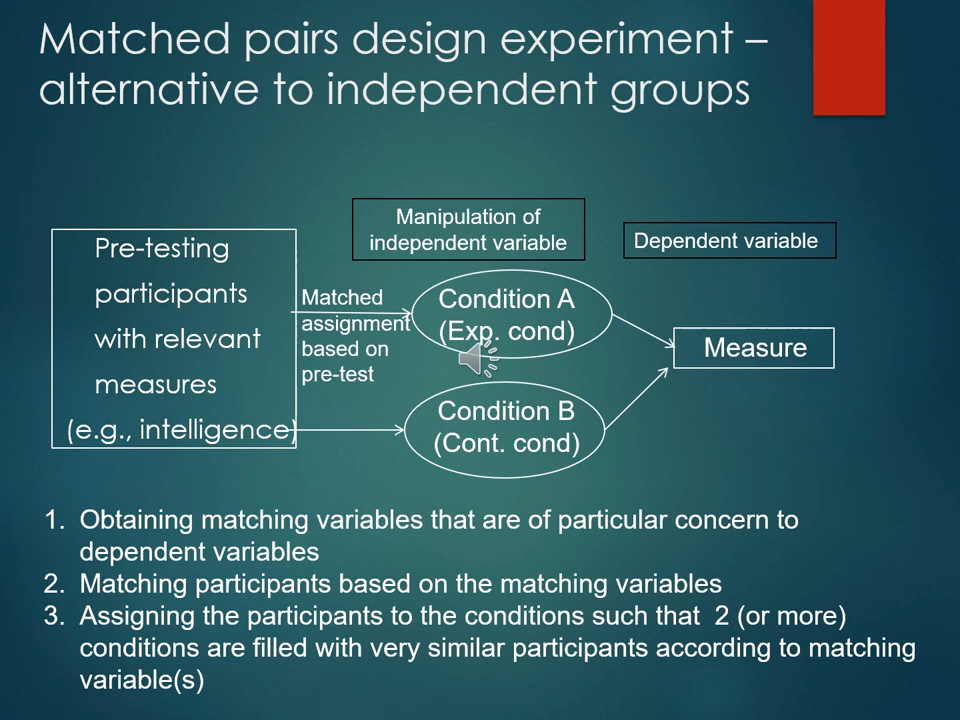 Matched pairs design experiment –
alternative to independent groups
Manipulation of
independent variable
Dependent variable
Pre-testing
participants
with relevant
measures
(e.g., intelligence)
Matched
assignment
based on
pre-test
Condition A
(Exp. cond)
Condition B
(Cont. cond)
Measure
1. Obtaining matching variables that are of particular concern to
dependent variables
2. Matching participants based on the matching variables
3. Assigning the participants to the conditions such that 2 (or more)
conditions are filled with very similar participants according to matching
variable(s)